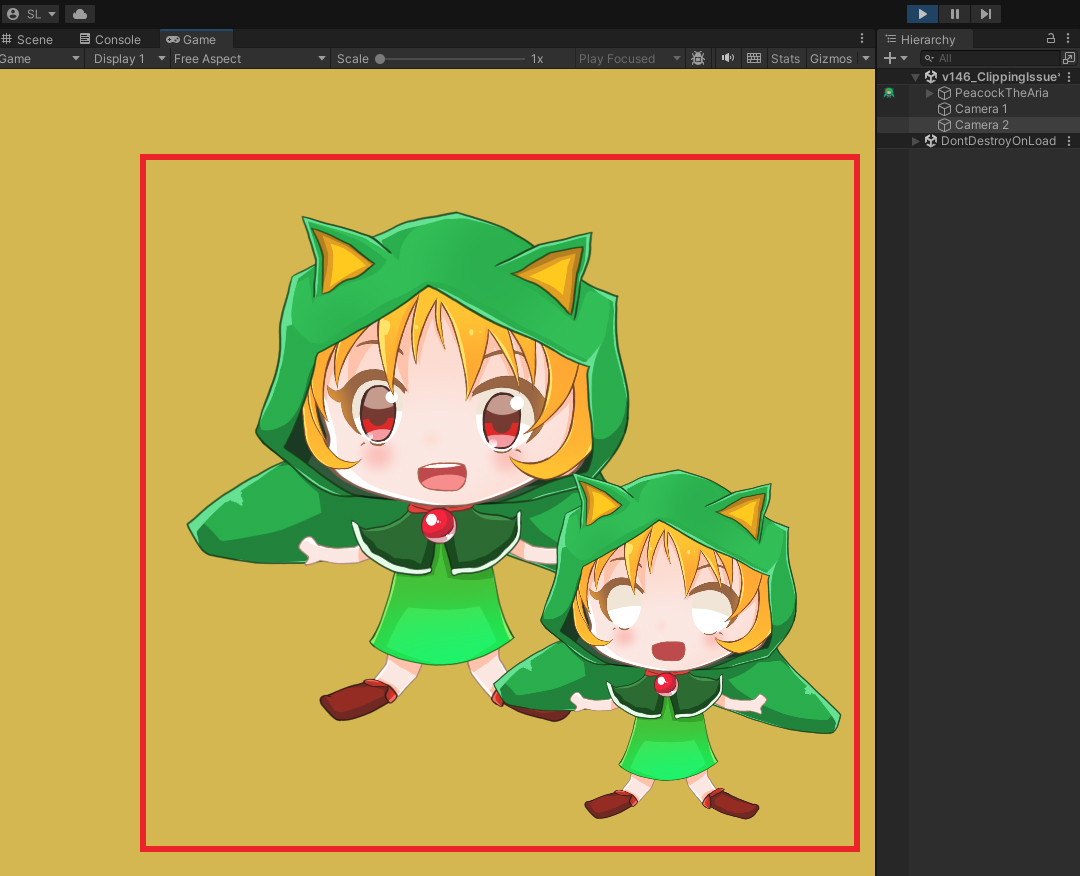 SL
Scene Console Game
Game Display 1 Free Aspect Scale 1x Play Focused Stats Gizmos
Hierarchy
All
v146_ClippingIssue*
PeacockTheAria
Camera 1
Camera 2
DontDestroyOnLoad